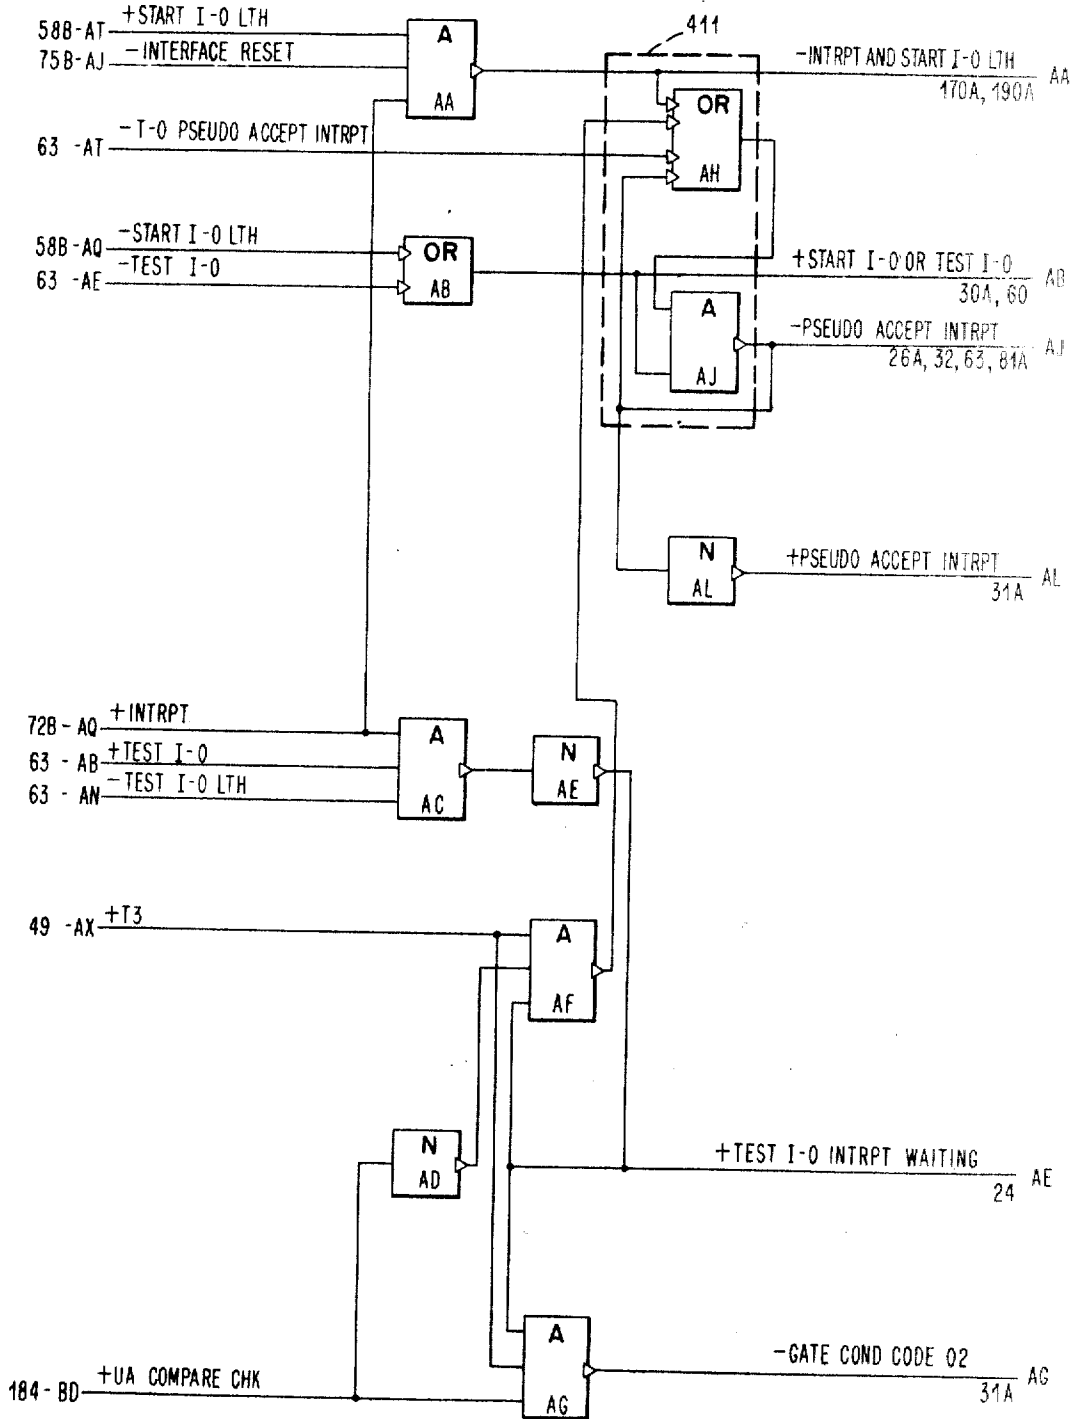 58B-AT +START I-0 LTH
75B-AJ -INTERFACE RESET
A
AA
411
-INTRPT AND START I-0 LTH AA
170A, 190A
63 -AT -T-0 PSEUDO ACCEPT INTRPT
OR
AH
58B-AQ -START I-0 LTH
63 -AE -TEST I-0
OR
AB
+START I-0 OR TEST I-0 AB
30A, 60
A
AJ
-PSEUDO ACCEPT INTRPT AJ
26A, 32, 63, 81A
N
AL
+PSEUDO ACCEPT INTRPT AL
31A
72B - AQ +INTRPT
63 - AB +TEST I-0
63 - AN -TEST I-0 LTH
A
AC
N
AE
49 -AX +T3
A
AF
N
AD
+TEST I-0 INTRPT WAITING AE
24
184- BD +UA COMPARE CHK
A
AG
-GATE COND CODE 02 AG
31A